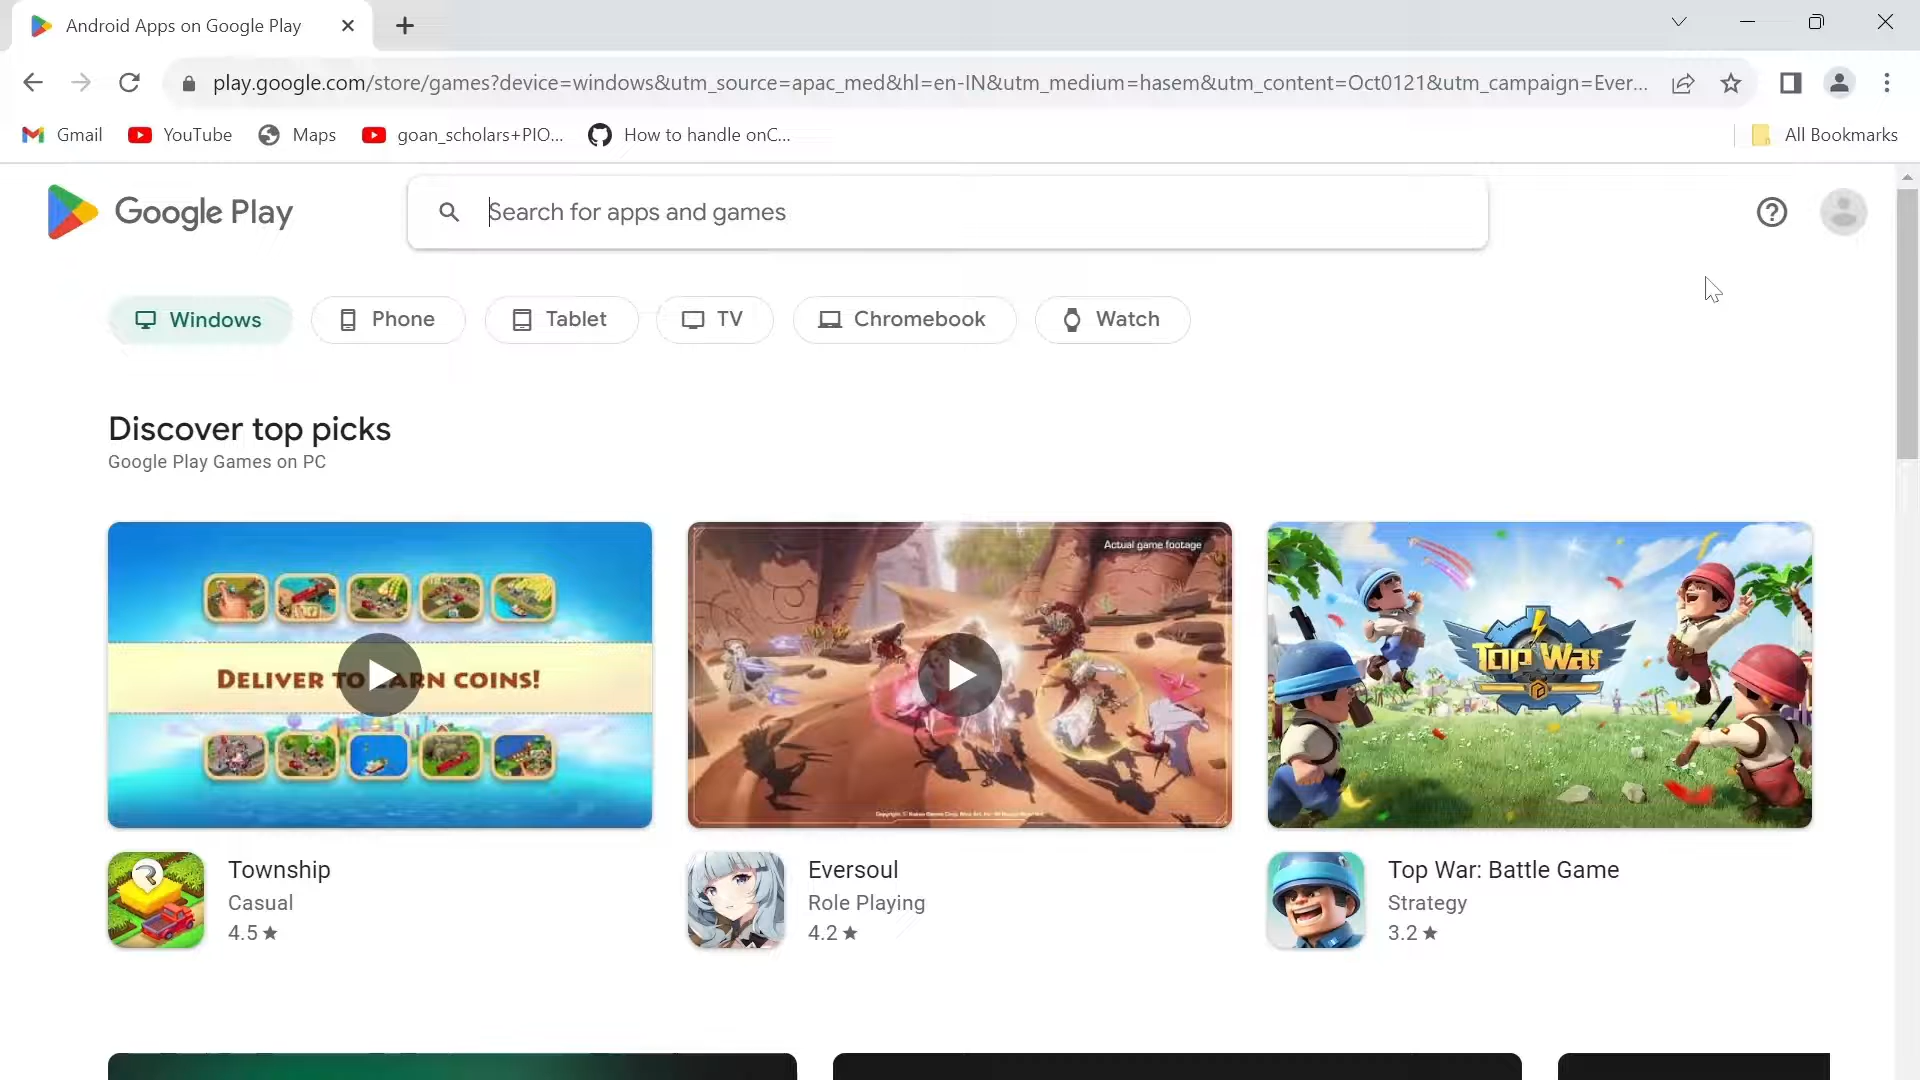 Android Apps on Google Play
play.google.com/store/games?device=windows&utm_source=apac_med&hl=en-IN&utm_medium=hasem&utm_content=Oct0121&utm_campaign=Ever...
Gmail YouTube Maps goan_scholars+PIO... How to handle onC... All Bookmarks
Google Play
Search for apps and games
Windows Phone Tablet TV Chromebook Watch
Discover top picks
Google Play Games on PC
Actual game footage
DELIVER TO EARN COINS!
TOP WAR
Township
Casual
4.5 ★
Eversoul
Role Playing
4.2 ★
Top War: Battle Game
Strategy
3.2 ★